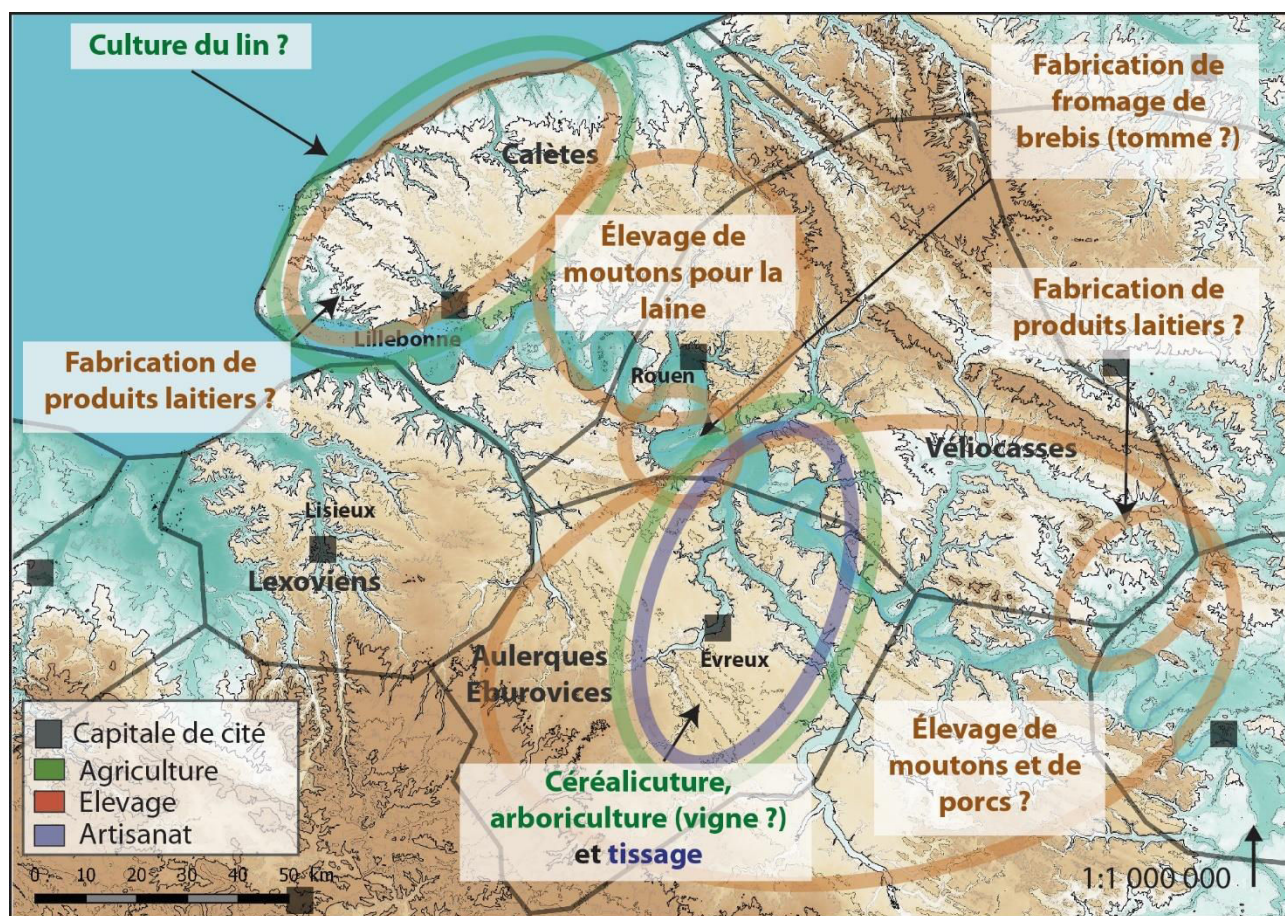 Culture du lin ?
Fabrication de
fromage de
brebis (tomme ?)
Calètes
Élevage de
moutons pour la
laine
Fabrication de
produits laitiers ?
Lillebonne
Fabrication de
produits laitiers ?
Rouen
Véliocasses
Lisieux
Lexoviens
Evreux
Aulerques
Eburovices
Élevage de
moutons et de
porcs ?
Céréalicuture,
arboriculture (vigne ?)
et tissage
Capitale de cité
Agriculture
Elevage
Artisanat
0 10 20 30 40 50 km
1:1 000 000